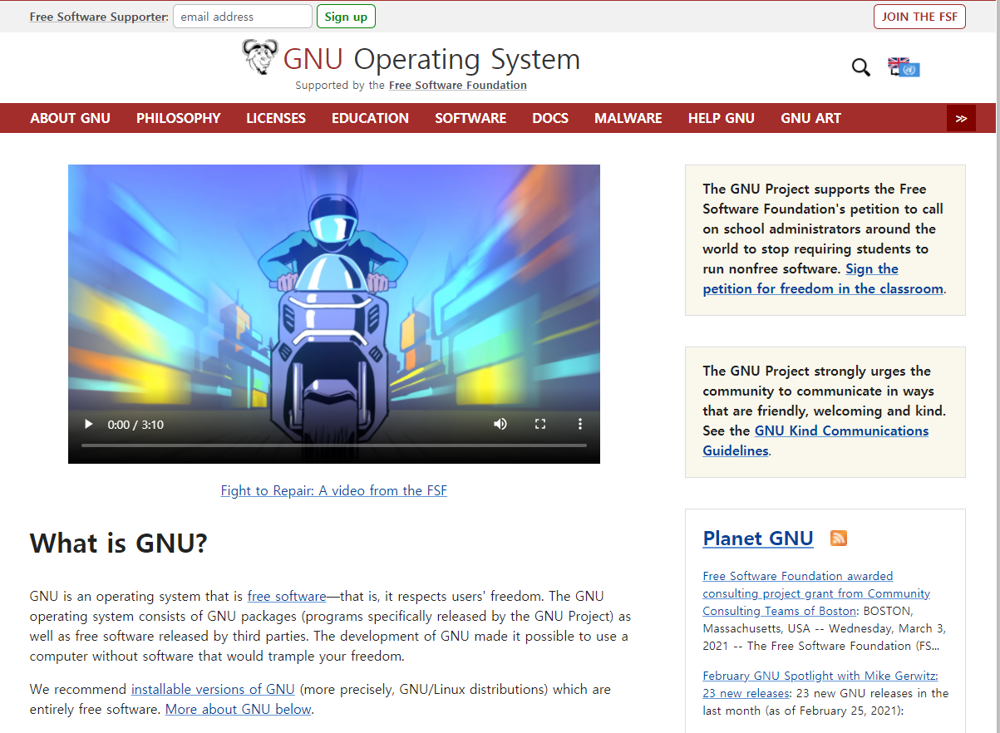 Free Software Supporter: email address Sign up JOIN THE FSF
GNU Operating System
Supported by the Free Software Foundation
ABOUT GNU PHILOSOPHY LICENSES EDUCATION SOFTWARE DOCS MALWARE HELP GNU GNU ART >>
0:00 / 3:10
Fight to Repair: A video from the FSF
What is GNU?
GNU is an operating system that is free software—that is, it respects users' freedom. The GNU
operating system consists of GNU packages (programs specifically released by the GNU Project) as
well as free software released by third parties. The development of GNU made it possible to use a
computer without software that would trample your freedom.
We recommend installable versions of GNU (more precisely, GNU/Linux distributions) which are
entirely free software. More about GNU below.
The GNU Project supports the Free
Software Foundation's petition to call
on school administrators around the
world to stop requiring students to
run nonfree software. Sign the
petition for freedom in the classroom.
The GNU Project strongly urges the
community to communicate in ways
that are friendly, welcoming and kind.
See the GNU Kind Communications
Guidelines.
Planet GNU
Free Software Foundation awarded
consulting project grant from Community
Consulting Teams of Boston: BOSTON,
Massachusetts, USA -- Wednesday, March 3,
2021 -- The Free Software Foundation (FS...
February GNU Spotlight with Mike Gerwitz:
23 new releases: 23 new GNU releases in the
last month (as of February 25, 2021):